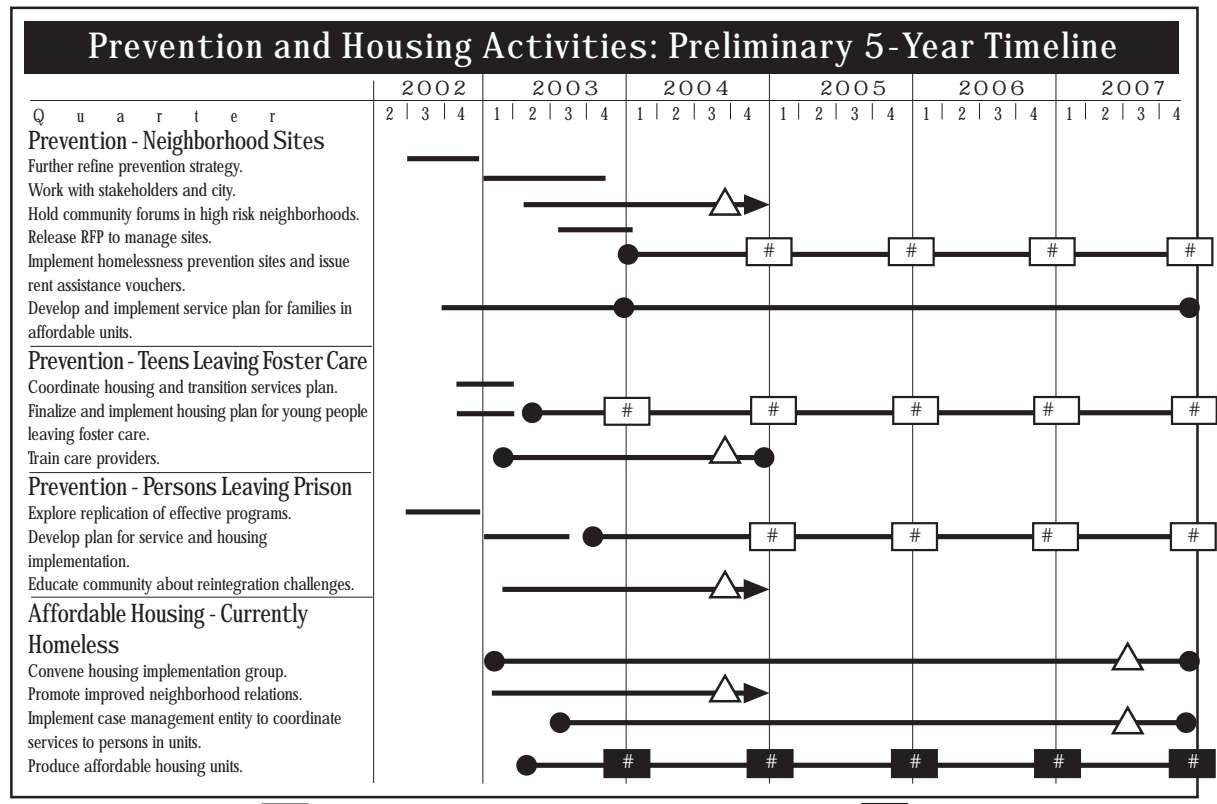 Prevention and Housing Activities: Preliminary 5-Year Timeline
2002 2003 2004 2005 2006 2007
Quarter 2 | 3 | 4 1 | 2 | 3 | 4 1 | 2 | 3 | 4 1 | 2 | 3 | 4 1 | 2 | 3 | 4 1 | 2 | 3 | 4
Prevention - Neighborhood Sites
Further refine prevention strategy.
Work with stakeholders and city.
Hold community forums in high risk neighborhoods.
Release RFP to manage sites.
Implement homelessness prevention sites and issue # # # #
rent assistance vouchers.
Develop and implement service plan for families in
affordable units.
Prevention - Teens Leaving Foster Care
Coordinate housing and transition services plan.
Finalize and implement housing plan for young people # # # # #
leaving foster care.
Train care providers.
Prevention - Persons Leaving Prison
Explore replication of effective programs.
Develop plan for service and housing # # # #
implementation.
Educate community about reintegration challenges.
Affordable Housing - Currently
Homeless
Convene housing implementation group.
Promote improved neighborhood relations.
Implement case management entity to coordinate
services to persons in units.
Produce affordable housing units. # # # # #